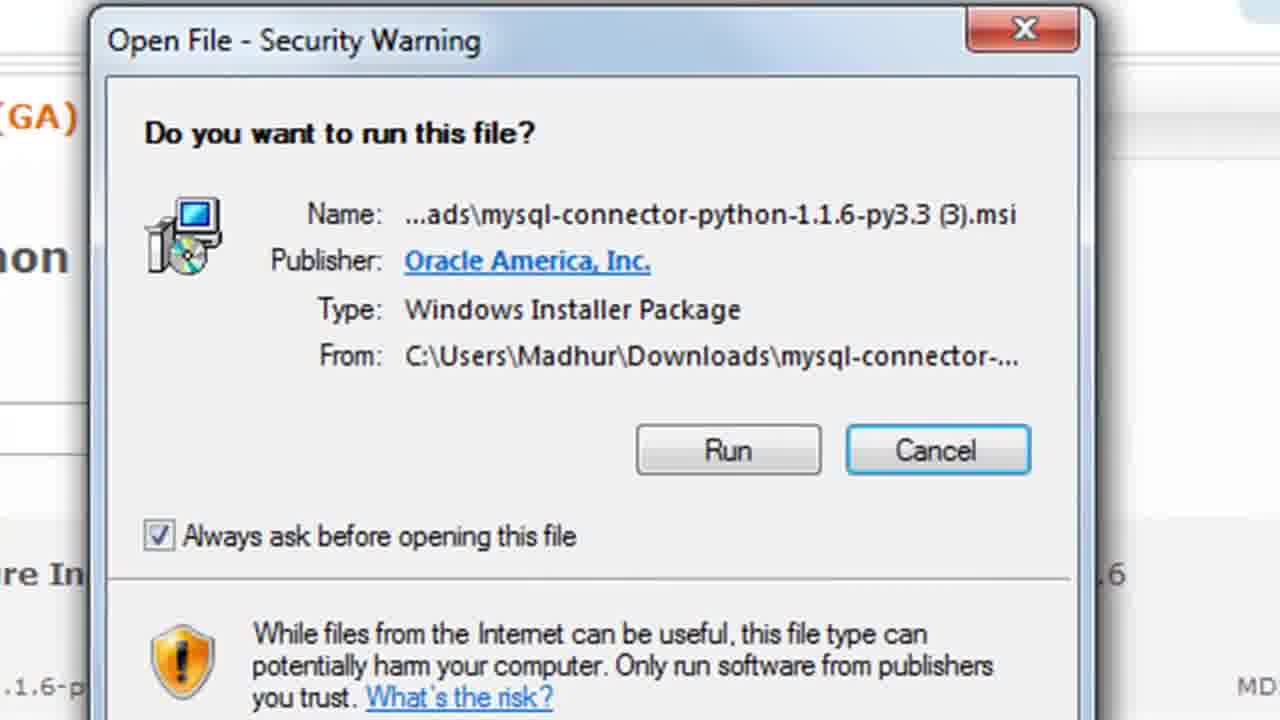 Open File - Security Warning
(GA)
Do you want to run this file?
Name: ...ads\mysql-connector-python-1.1.6-py3.3 (3).msi
Publisher: Oracle America, Inc.
Type: Windows Installer Package
From: C:\Users\Madhur\Downloads\mysql-connector-...
Run Cancel
Always ask before opening this file
While files from the Internet can be useful, this file type can
potentially harm your computer. Only run software from publishers
you trust. What's the risk?
non
re In
.6
.1.6-p
MD